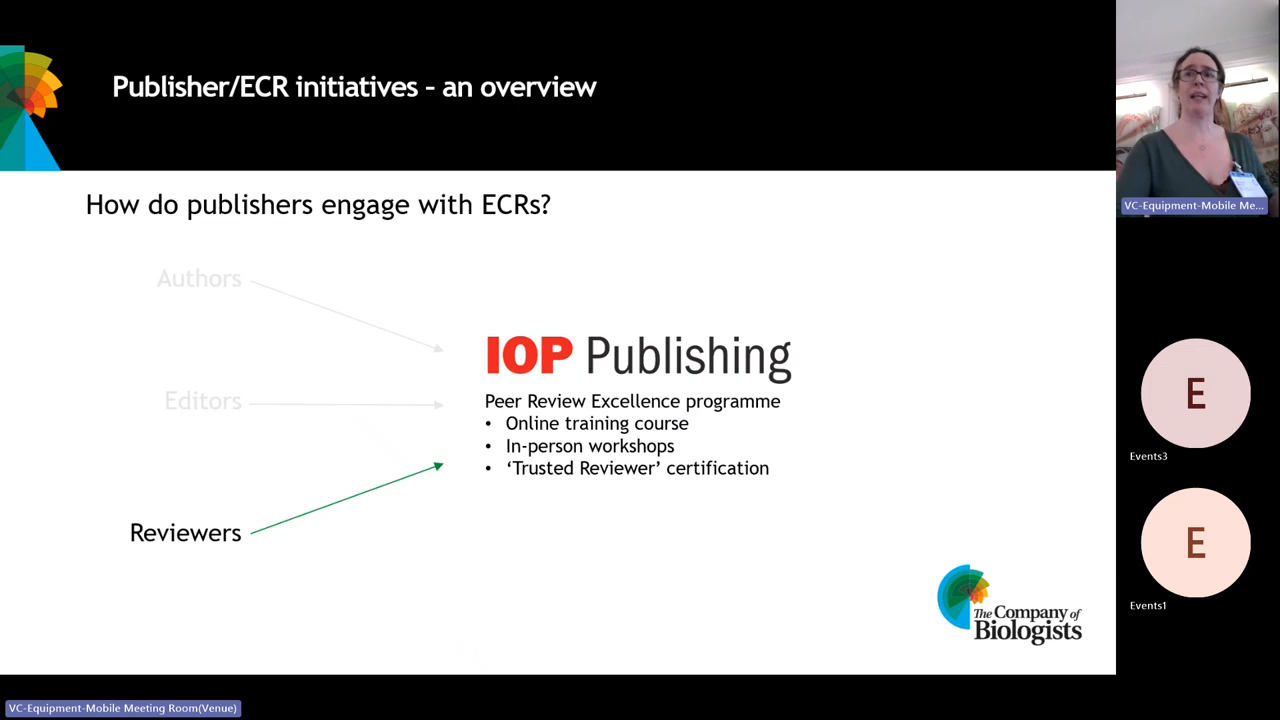 Publisher/ECR initiatives – an overview
How do publishers engage with ECRs?
Authors
Editors
Reviewers
IOP Publishing
Peer Review Excellence programme
• Online training course
• In-person workshops
• ‘Trusted Reviewer’ certification
The Company of
Biologists
VC-Equipment-Mobile Me...
E
Events3
E
Events1
VC-Equipment-Mobile Meeting Room(Venue)